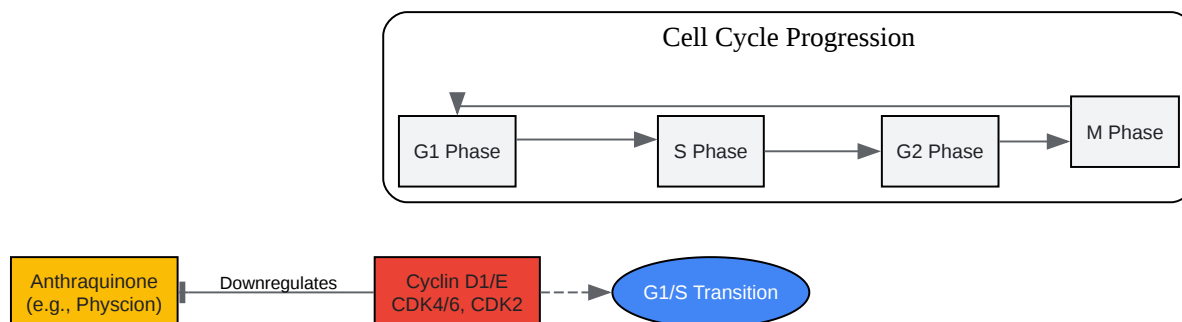 Cell Cycle Progression
G1 Phase
S Phase
G2 Phase
M Phase
Anthraquinone
(e.g., Physcion)
Downregulates
Cyclin D1/E
CDK4/6, CDK2
G1/S Transition